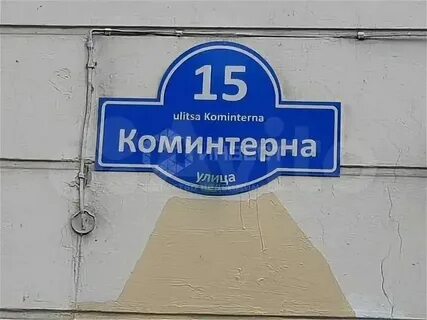 15
ulitsa Kominterna
Коминтерна
улица